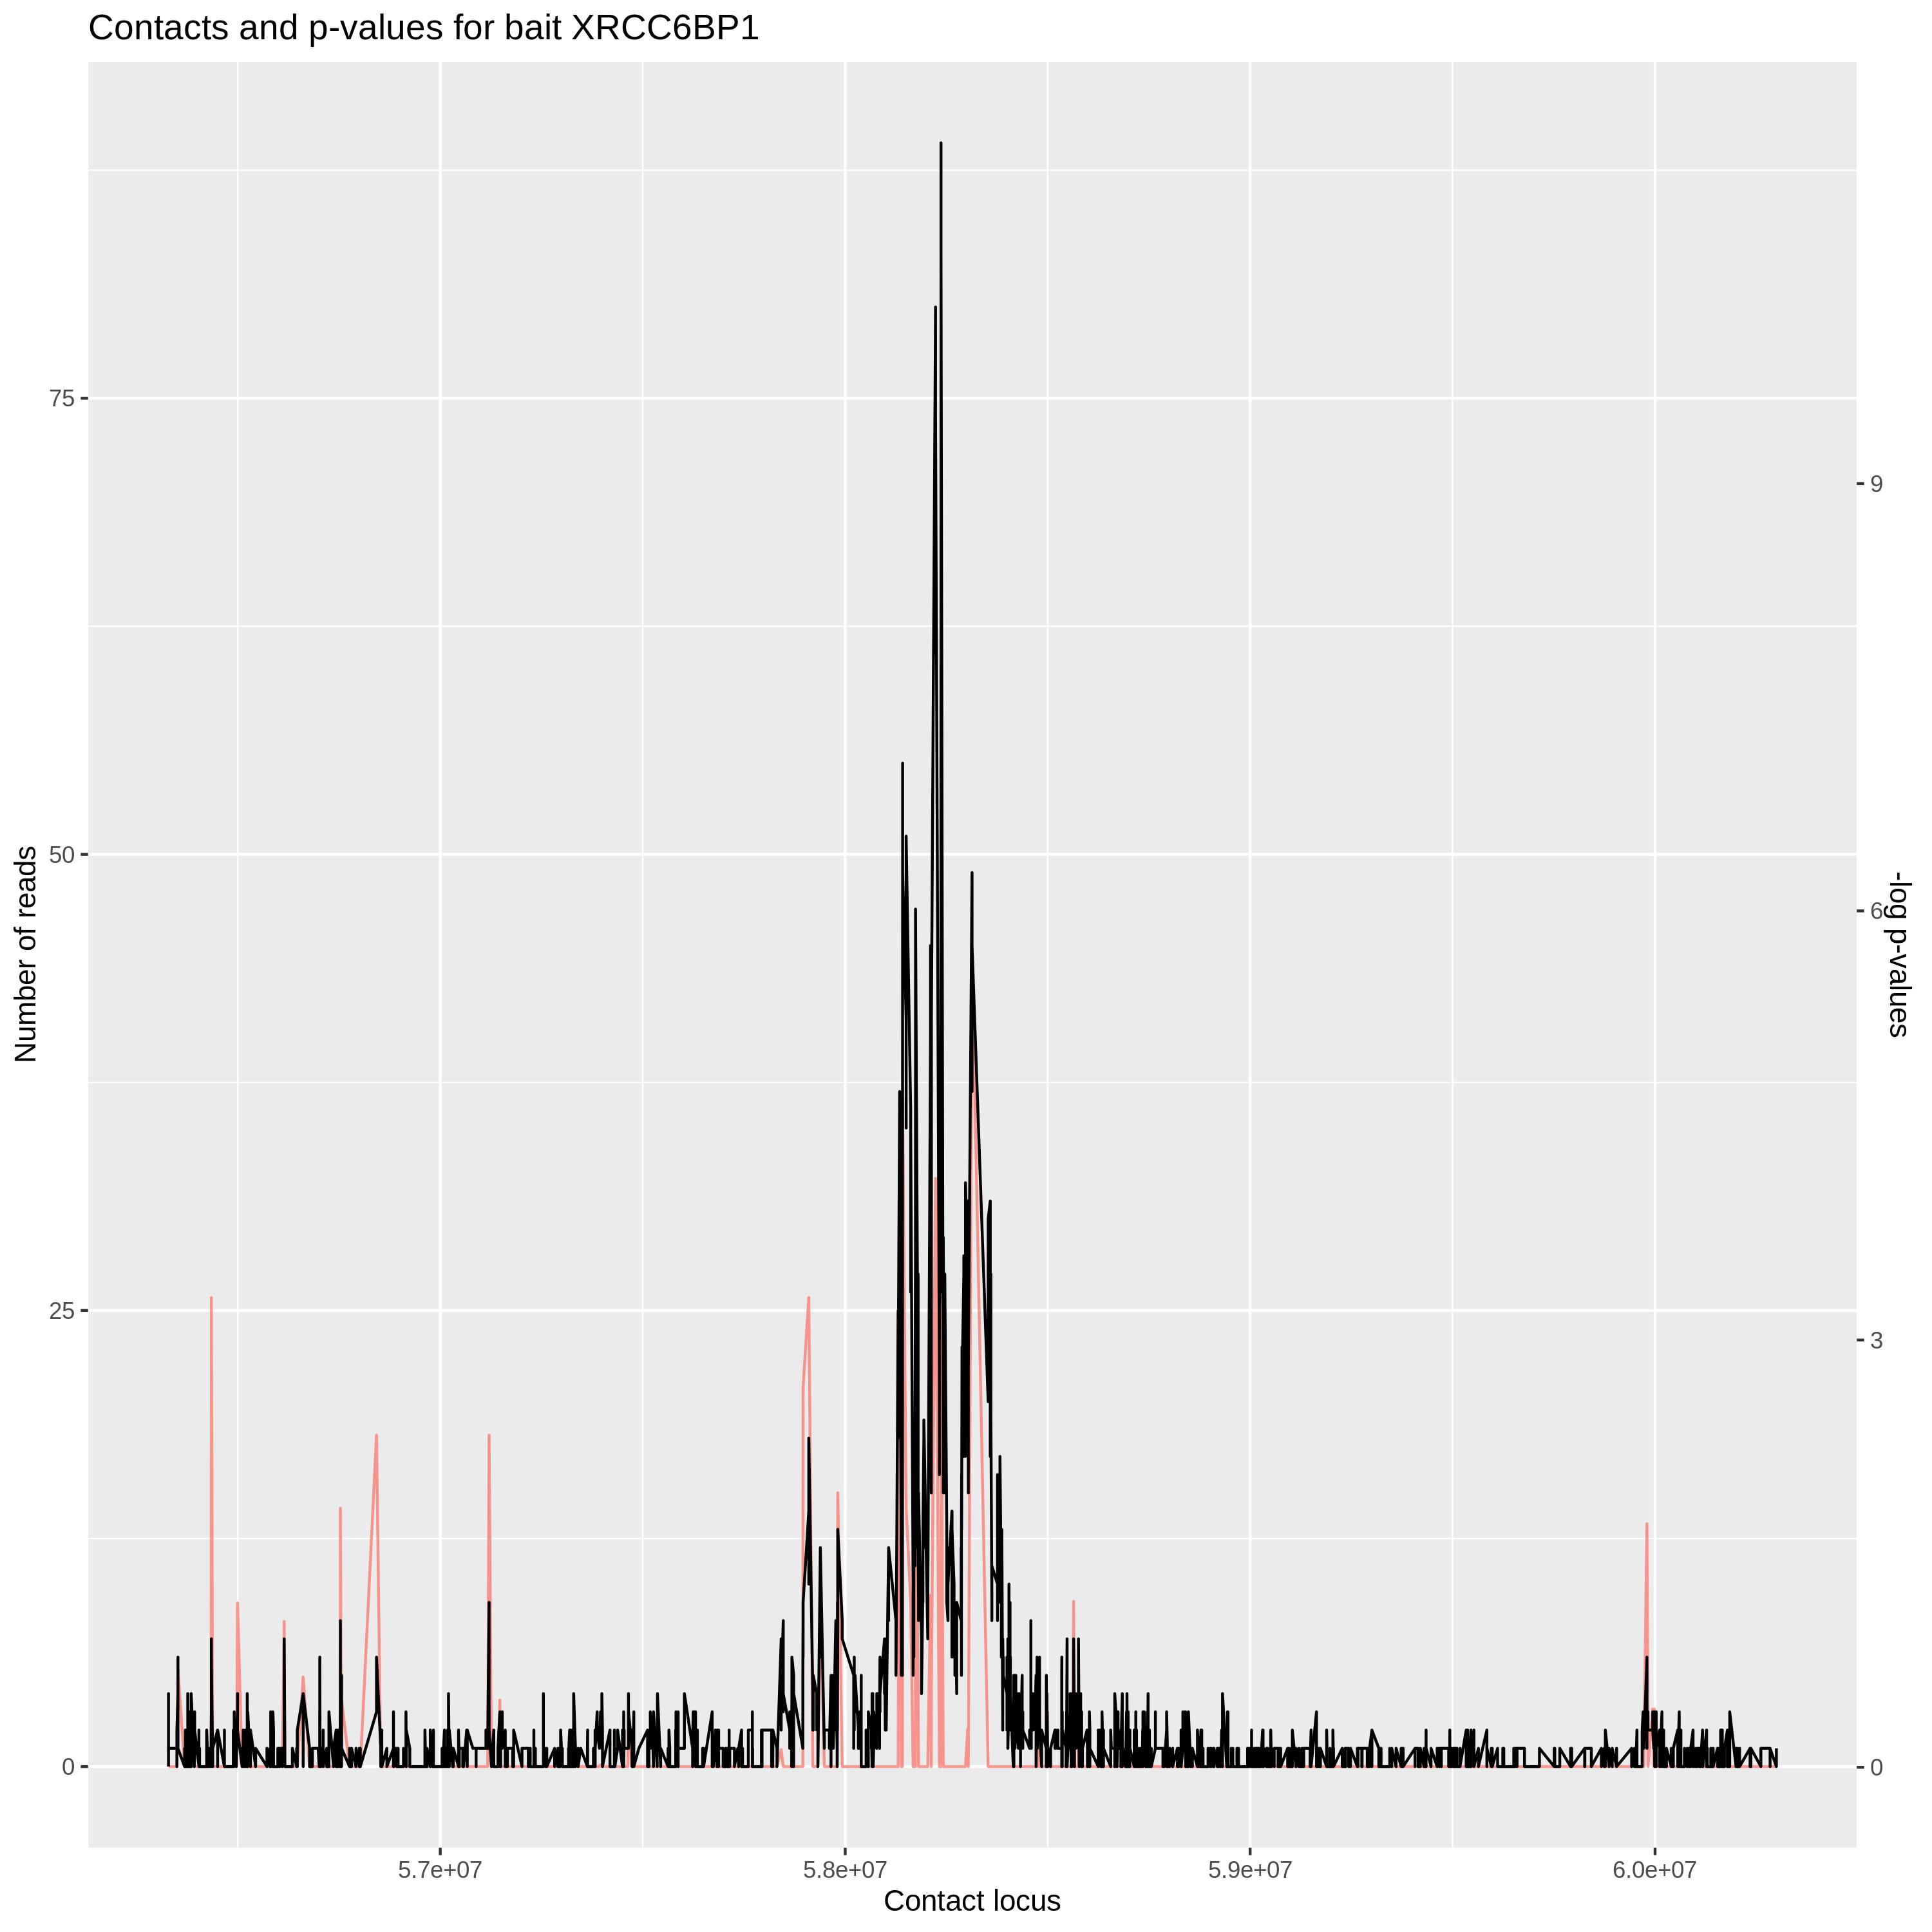 Contacts and p-values for bait XRCC6BP1
Number of reads
75
50
25
0
9
6
3
0
-log p-values
5.7e+07
5.8e+07
5.9e+07
6.0e+07
Contact locus